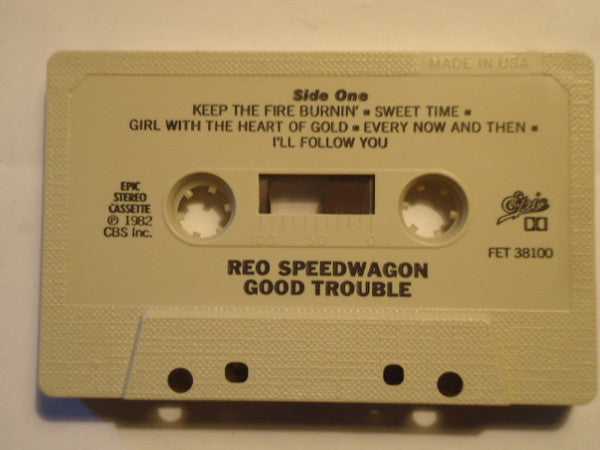 MADE IN USA
Side One
KEEP THE FIRE BURNIN' ▪ SWEET TIME ▪
GIRL WITH THE HEART OF GOLD ▪ EVERY NOW AND THEN ▪
I'LL FOLLOW YOU
EPIC
STEREO
CASSETTE
℗ 1982
CBS Inc.
100 50 0
Epic
FET 38100
REO SPEEDWAGON
GOOD TROUBLE